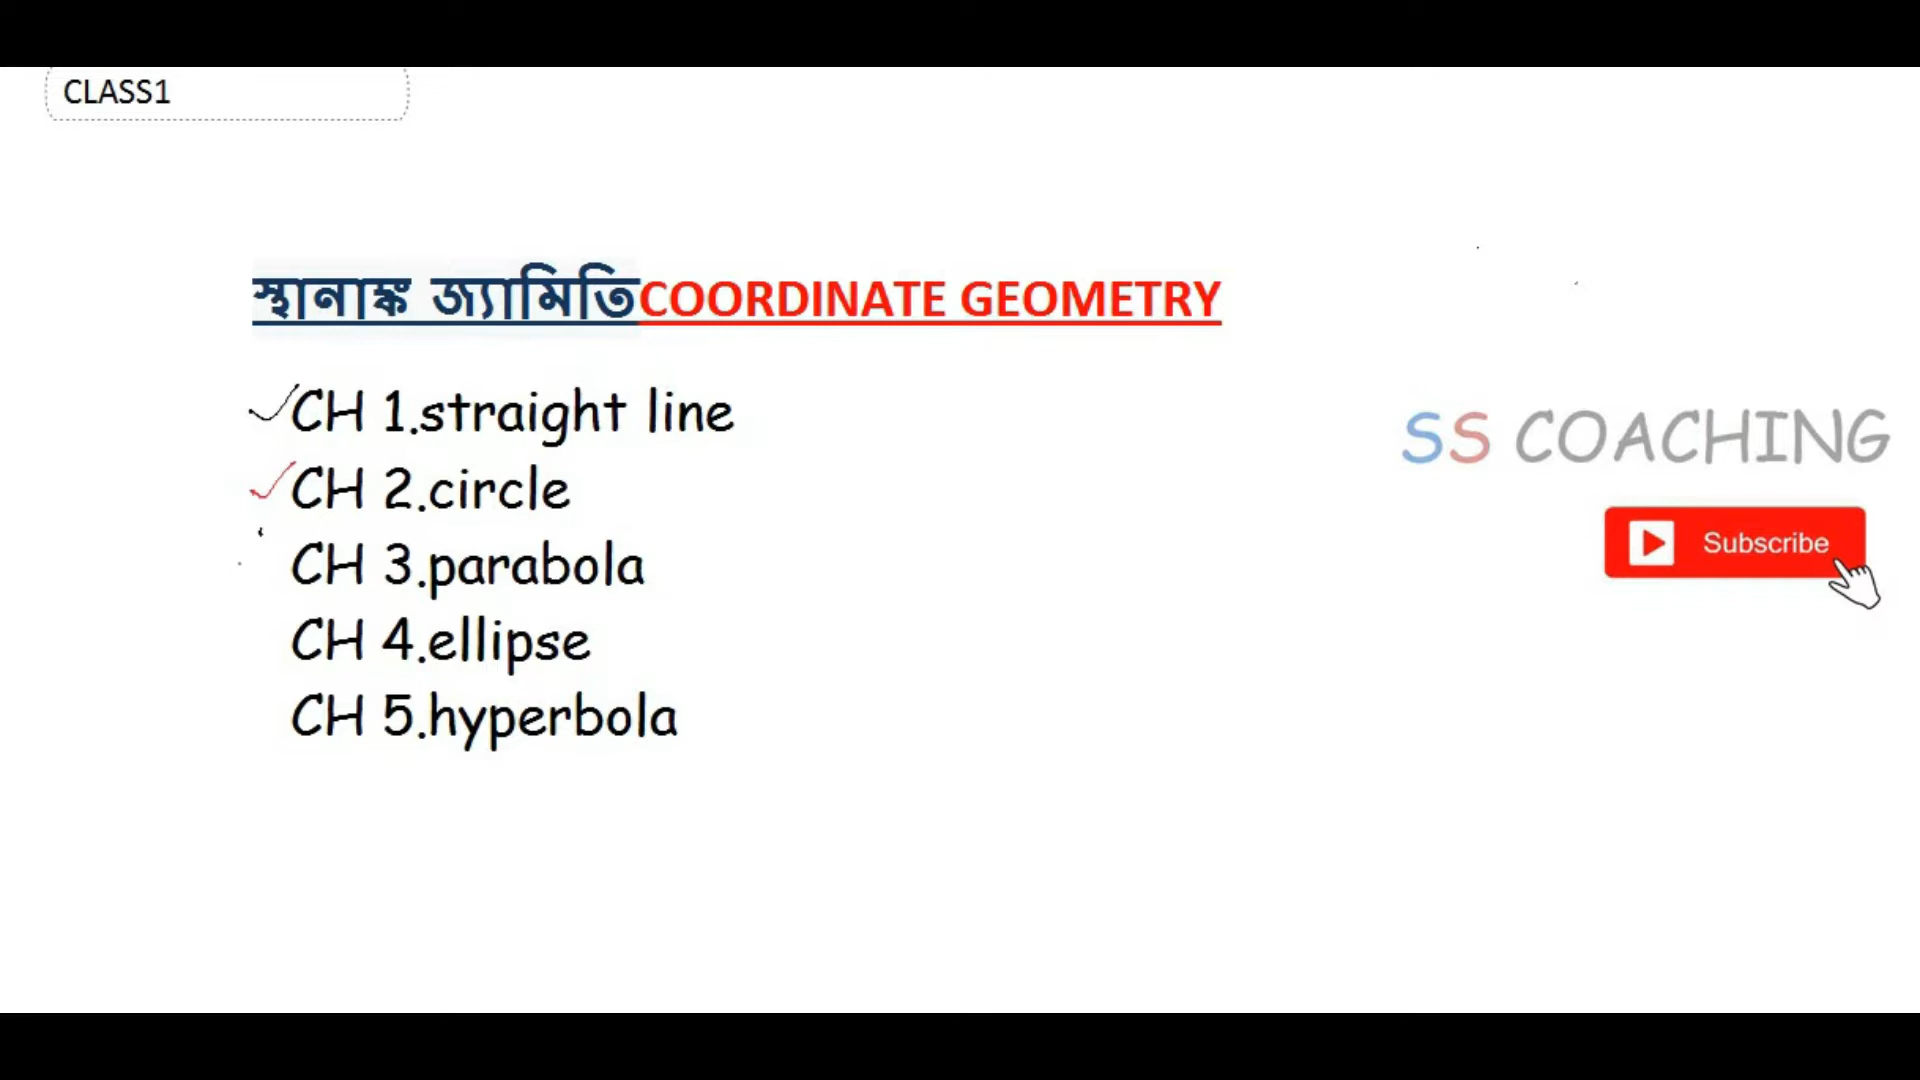 CLASS1
স্থানাঙ্ক জ্যামিতিCOORDINATE GEOMETRY
CH 1.straight line
CH 2.circle
CH 3.parabola
CH 4.ellipse
CH 5.hyperbola
SS COACHING
Subscribe